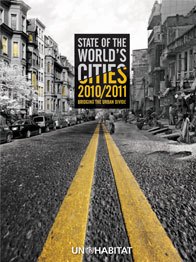 STATE OF THE
WORLD'S
CITIES
2010/2011
BRIDGING THE URBAN DIVIDE
UN HABITAT